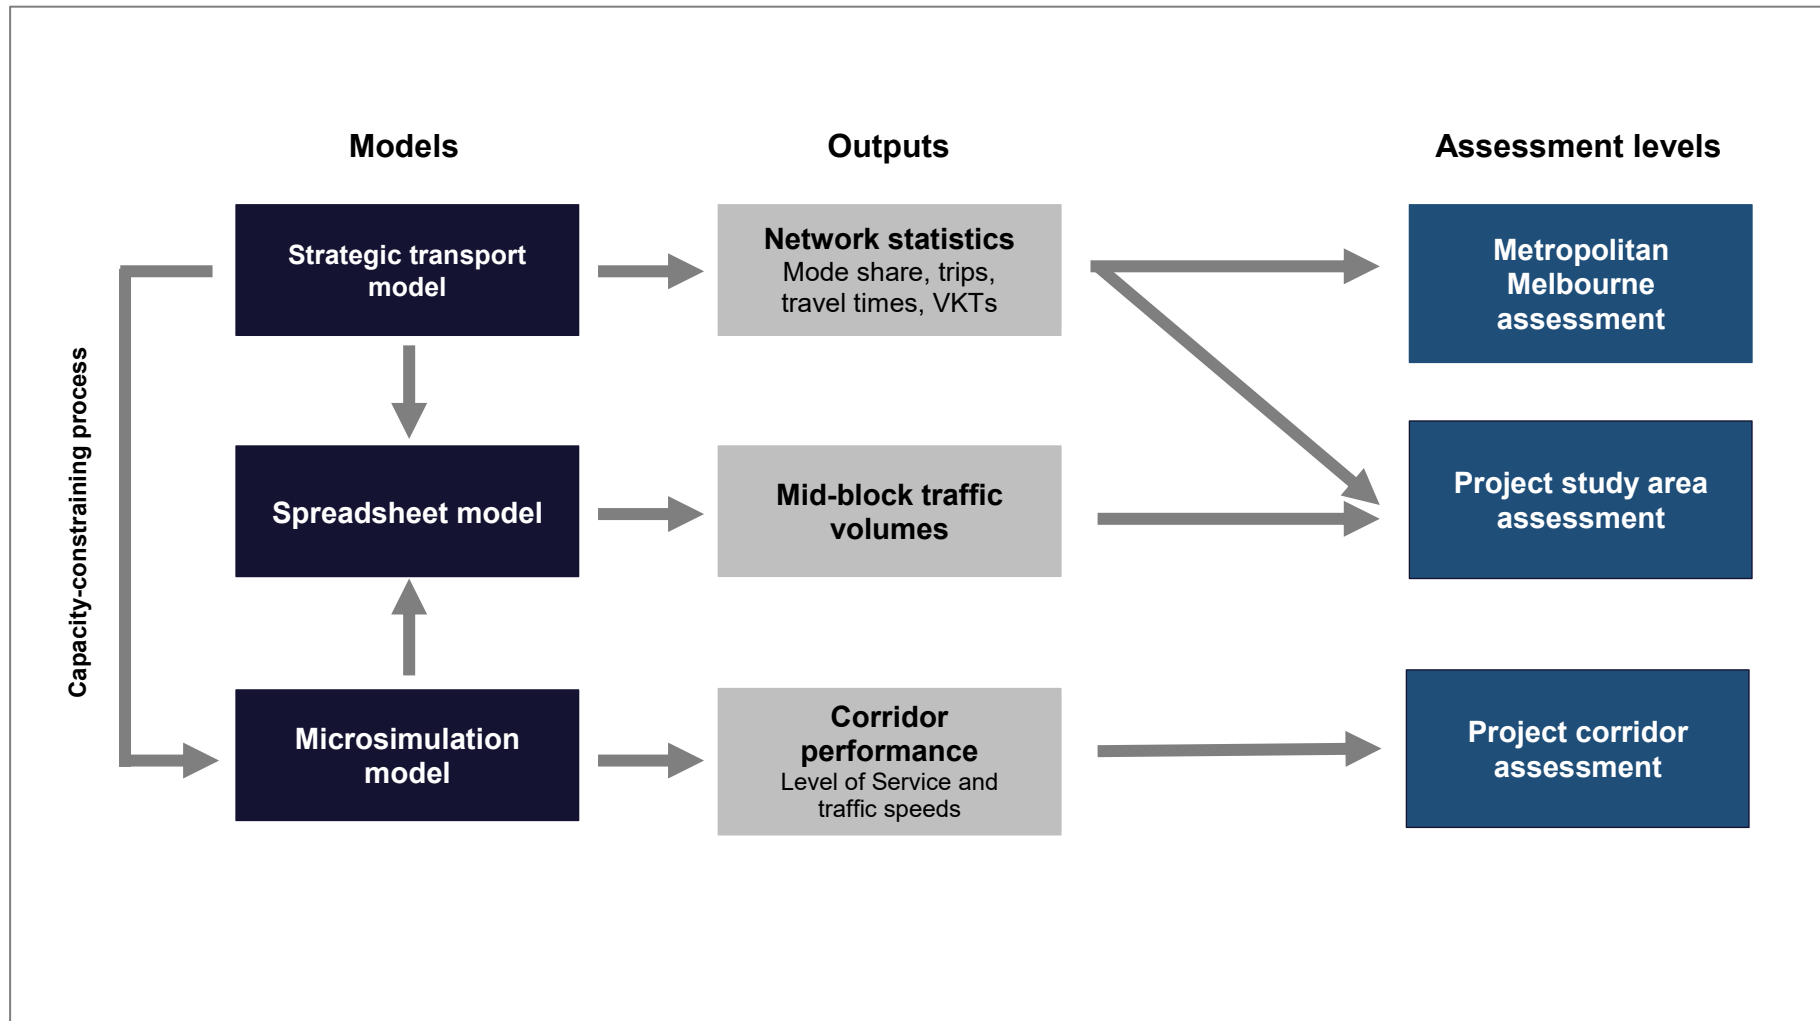 Models
Outputs
Assessment levels
Strategic transport
model
Network statistics
Mode share, trips,
travel times, VKTs
Metropolitan
Melbourne
assessment
Capacity-constraining process
Spreadsheet model
Mid-block traffic
volumes
Project study area
assessment
Microsimulation
model
Corridor
performance
Level of Service and
traffic speeds
Project corridor
assessment